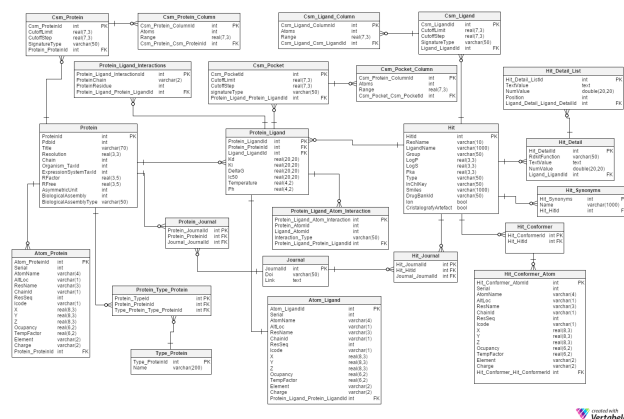 Csm_Protein
Csm_ProteinId int PK
CutoffLimit real(7,3)
CutoffStep real(7,3)
SignatureType varchar(50)
Protein_ProteinId int FK
Csm_Protein_Column
Csm_Protein_ColumnId int PK
Atoms int
Range real(7,3)
Csm_Protein_Com_ProteinId int FK
Csm_Ligand_Column
Csm_Ligand_ColumnId int PK
Atoms int
Range real(7,3)
Csm_Ligand_Csm_LigandId int FK
Csm_Ligand
Csm_LigandId int PK
CutoffLimit real(7,3)
CutoffStep real(7,3)
SignatureType varchar(50)
Ligand_LigandId int FK
Protein_Ligand_Interactions
Protein_Ligand_InteractionsId int PK
ProteinChain varchar(2)
ProteinResidue int
Protein_Ligand_Protein_LigandId int FK
Csm_Pocket
Csm_PocketId int PK
CutoffLimit real(7,3)
CutoffStep real(7,3)
signatureType varchar(50)
Protein_Ligand_Protein_LigandId int FK
Csm_Pocket_Column
Csm_Protein_ColumnId int PK
Atoms int
Range real(7,3)
Csm_Pocket_Csm_PocketId int FK
Hit_Detail_List
Hit_Detail_ListId int PK
TextValue text
NumValue double(20,20)
Position int
Ligand_Detail_Ligand_DetailId int FK
Protein
ProteinId int PK
PdbId int
Title varchar(70)
Resolution real(3,3)
Chain int
Organism_TaxId int
ExpressionSystemTaxId int
RFactor real(3,5)
RFree real(3,5)
AsymmetricUnit int
BiologicalAssembly int
BiologicalAssemblyType varchar(50)
Protein_Ligand
Protein_LigandId int PK
Protein_ProteinId int FK
Ligand_LigandId int FK
Kd real(20,20)
Ki real(20,20)
DeltaG real(20,20)
Ic50 real(20,20)
Temperature real(4,2)
PH real(4,2)
Hit
HitId int PK
ResName varchar(10)
LigandName varchar(1000)
Group varchar(50)
LogP real(3,3)
LogS real(3,3)
Pka real(3,3)
Type varchar(50)
InChIKey varchar(50)
Smiles varchar(1000)
DrugBankId varchar(50)
Ion bool
CristalografArtefact bool
Hit_Detail
Hit_DetailId int PK
RdkitFunction varchar(50)
TextValue text
NumValue double(20,20)
Ligand_LigandId int FK
Hit_Synonyms
Hit_Synonyms int
Name varchar(1000)
Hit_HitId int
Protein_Journal
Protein_JournalId int PK
Protein_ProteinId int FK
Journal_JournalId int FK
Protein_Ligand_Atom_Interaction
Protein_Ligand_Atom_Interaction int PK
Protein_AtomId int
Ligand_AtomId int
Interaction_Type varchar(50)
Protein_Ligand_Protein_LigandId int FK
Hit_Conformer
Hit_ConformerId int PK
Hit_HitId int FK
Atom_Protein
Atom_ProteinId int PK
Serial int
AtomName varchar(4)
AltLoc varchar(1)
ResName varchar(3)
ChainId varchar(1)
ResSeq int
Icode varchar(1)
X real(8,3)
Y real(8,3)
Z real(8,3)
Ocupancy real(6,2)
TempFactor real(6,2)
Element varchar(2)
Charge varchar(2)
Protein_ProteinId int FK
Journal
JournalId int PK
Doi varchar(50)
Link text
Hit_Journal
Hit_JournalId int PK
Hit_HitId int FK
Journal_JournalId int FK
Hit_Conformer_Atom
Hit_Conformer_AtomId int PK
Serial int
AtomName varchar(4)
AltLoc varchar(1)
ResName varchar(3)
ChainId varchar(1)
ResSeq int
Icode varchar(1)
X real(8,3)
Y real(8,3)
Z real(8,3)
Ocupancy real(6,2)
TempFactor real(6,2)
Element varchar(2)
Charge varchar(2)
Hit_Conformer_Hit_ConformerId int FK
Protein_Type_Protein
Protein_TypeId int PK
Protein_ProteinId int FK
Type_Protein_Id int FK
Atom_Ligand
Atom_LigandId int PK
Serial int
AtomName varchar(4)
AltLoc varchar(1)
ResName varchar(3)
ChainId varchar(1)
ResSeq int
Icode varchar(1)
X real(8,3)
Y real(8,3)
Z real(8,3)
Ocupancy real(6,2)
TempFactor real(6,2)
Element varchar(2)
Charge varchar(2)
Protein_Ligand_Protein_LigandId int FK
Type_Protein
Type_ProteinId int PK
Name varchar(200)
created with
Vertabelo